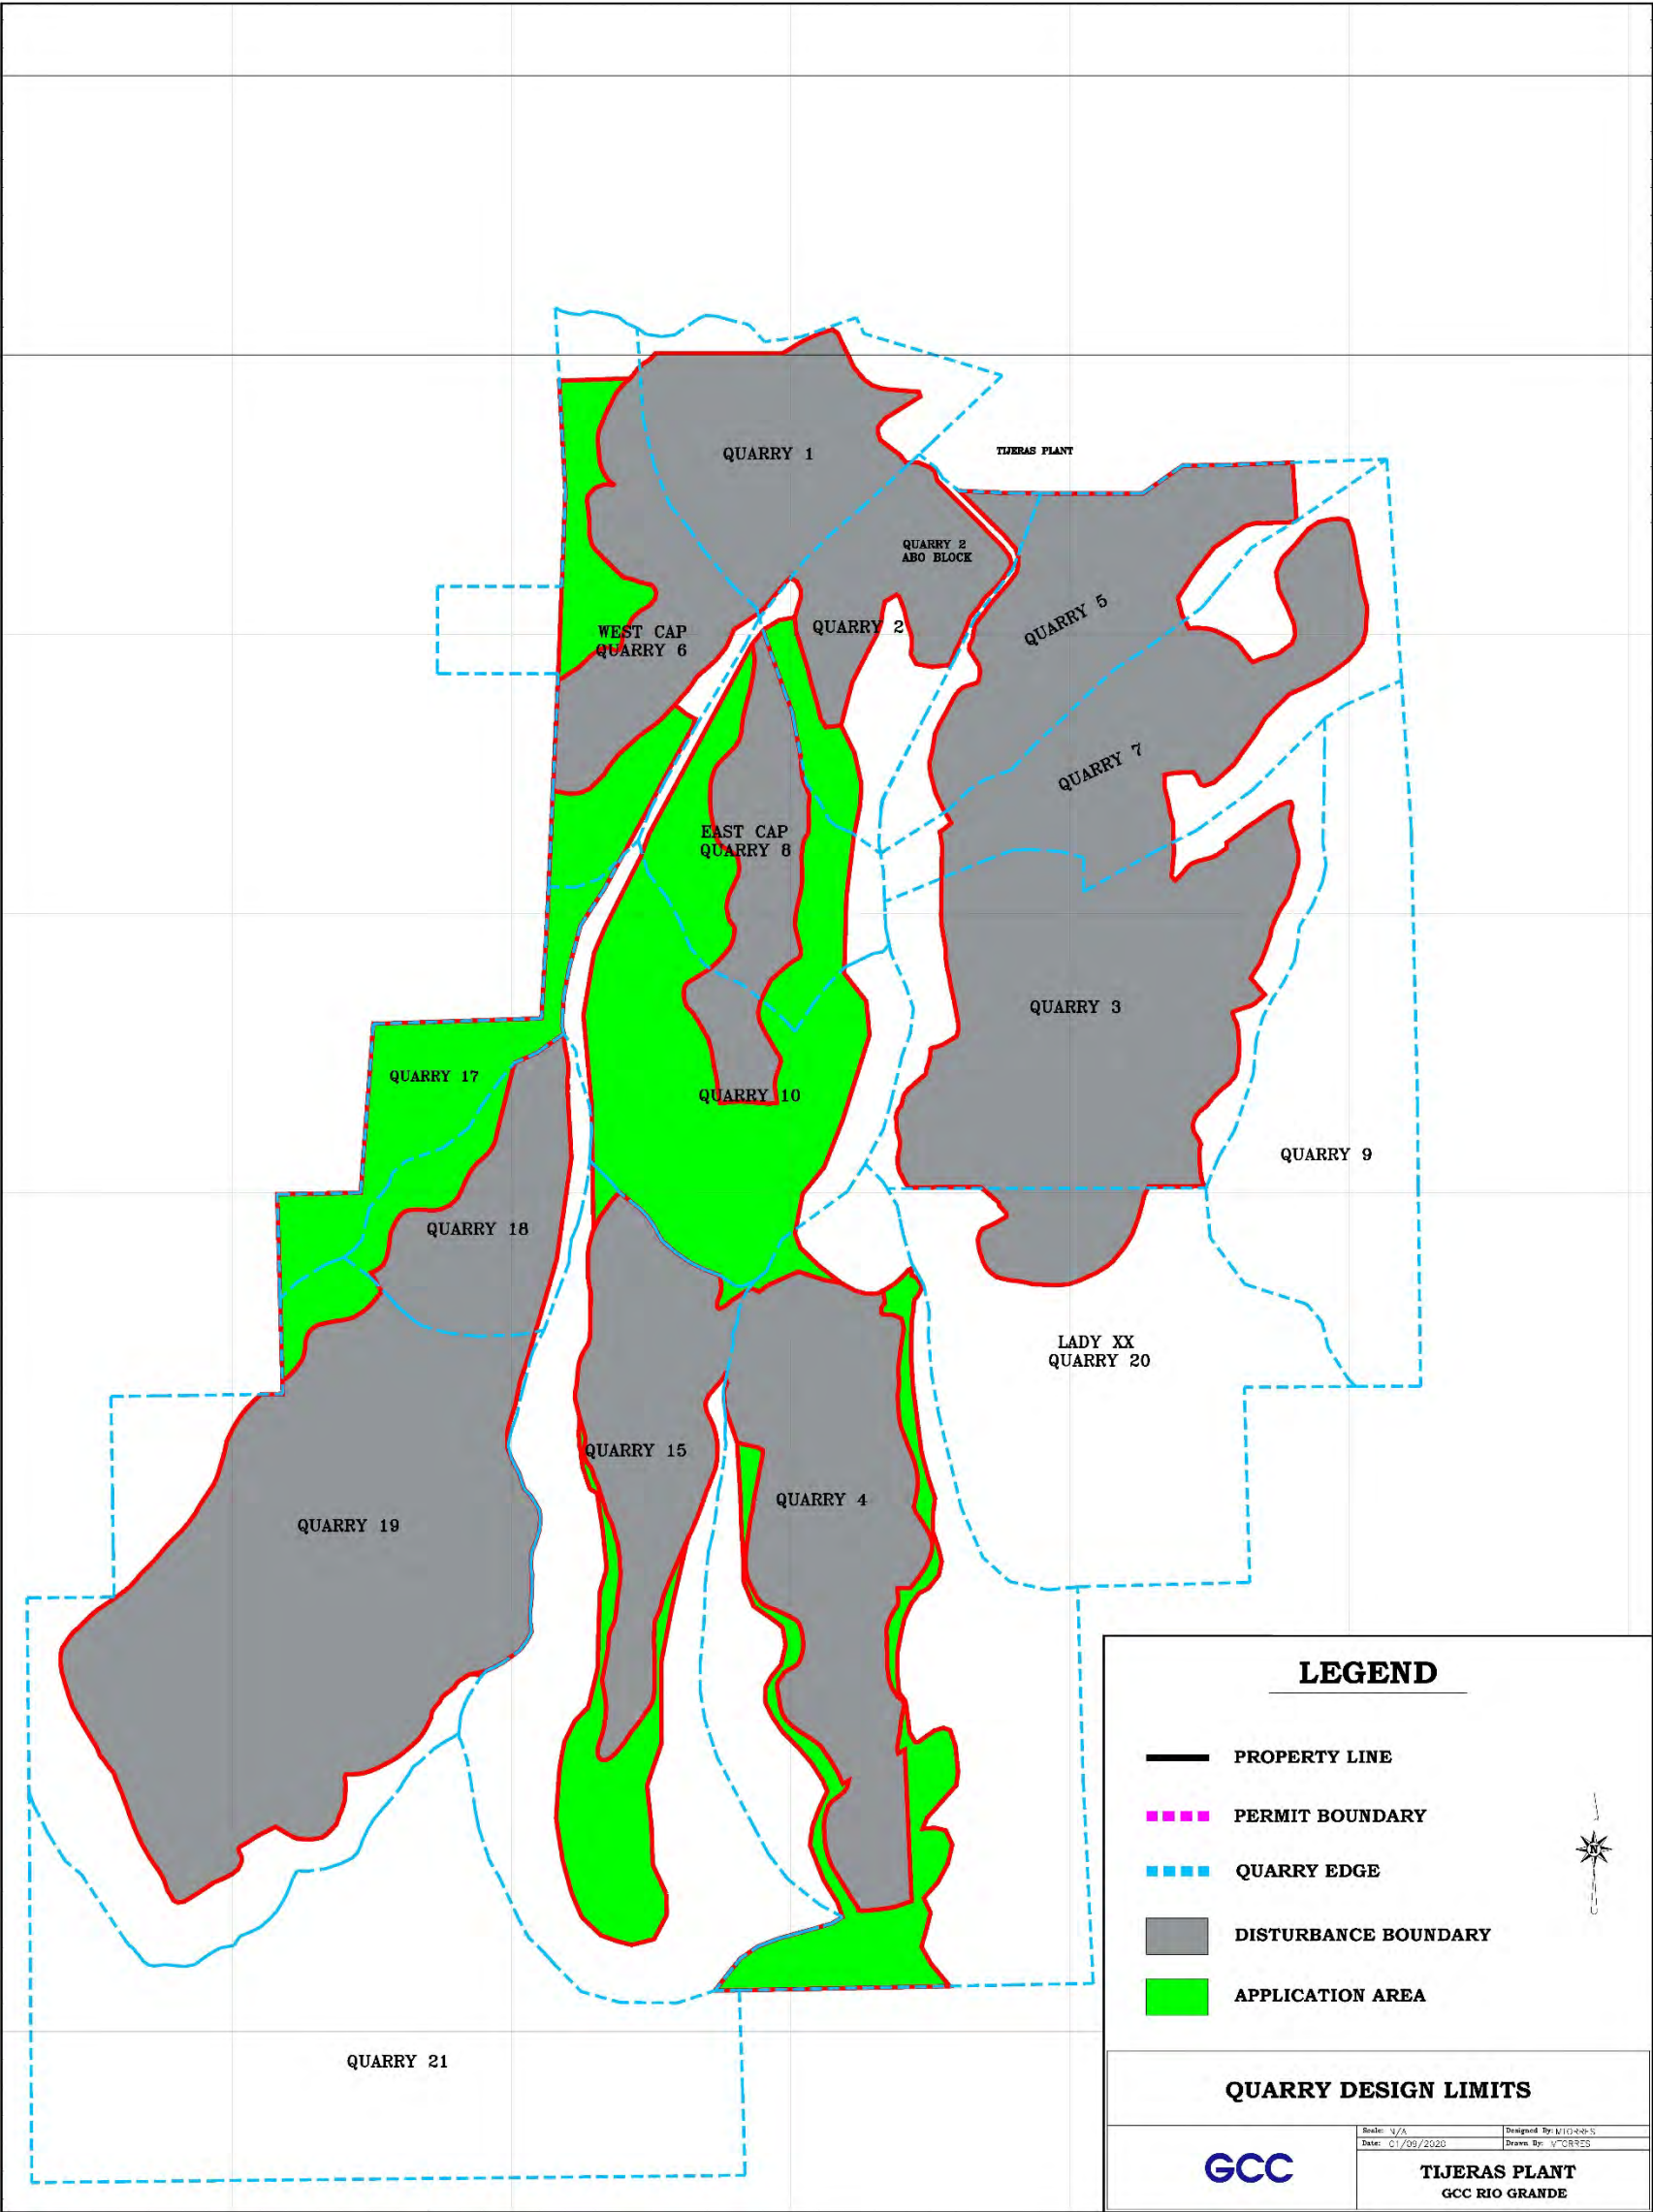 QUARRY 1
TIJERAS PLANT
QUARRY 2
ABO BLOCK
QUARRY 5
QUARRY 2
WEST CAP
QUARRY 6
QUARRY 7
EAST CAP
QUARRY 8
QUARRY 3
QUARRY 17
QUARRY 10
QUARRY 9
QUARRY 18
LADY XX
QUARRY 20
QUARRY 15
QUARRY 4
QUARRY 19
QUARRY 21
LEGEND
PROPERTY LINE
PERMIT BOUNDARY
QUARRY EDGE
DISTURBANCE BOUNDARY
APPLICATION AREA
N
QUARRY DESIGN LIMITS
Scale: N/A
Designed By: MTORRES
Date: 01/09/2020
Drawn By: MTORRES
GCC
TIJERAS PLANT
GCC RIO GRANDE